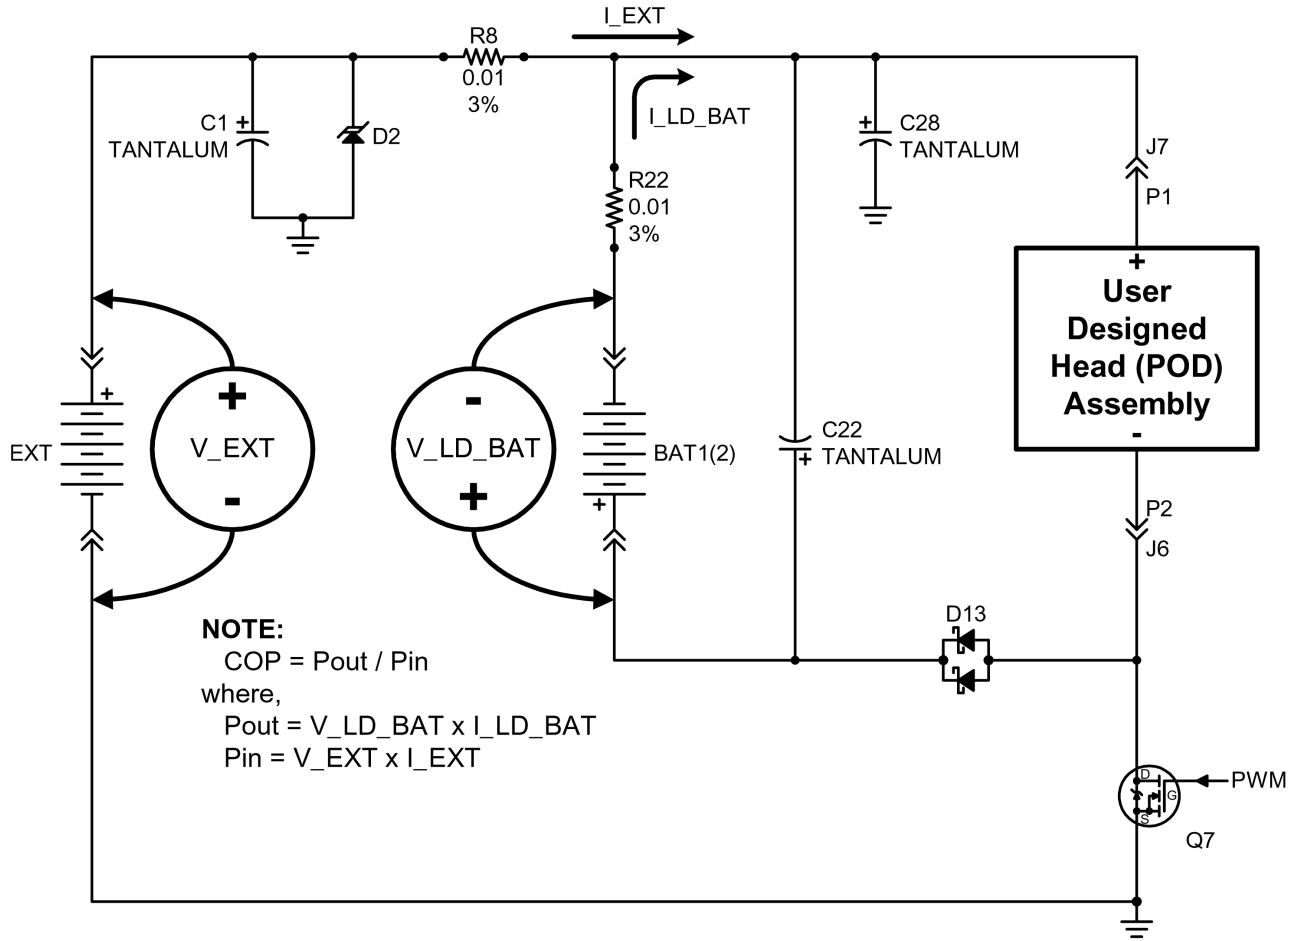 I_EXT
R8
0.01
3%
I_LD_BAT
C1
+
TANTALUM
D2
+
C28
TANTALUM
J7
P1
R22
0.01
3%
+
User
Designed
Head (POD)
Assembly
-
EXT
+
+
V_EXT
-
-
V_LD_BAT
+
BAT1(2)
+
C22
TANTALUM
+
P2
J6
D13
NOTE:
COP = Pout / Pin
where,
Pout = V_LD_BAT x I_LD_BAT
Pin = V_EXT x I_EXT
D
G
S
PWM
Q7